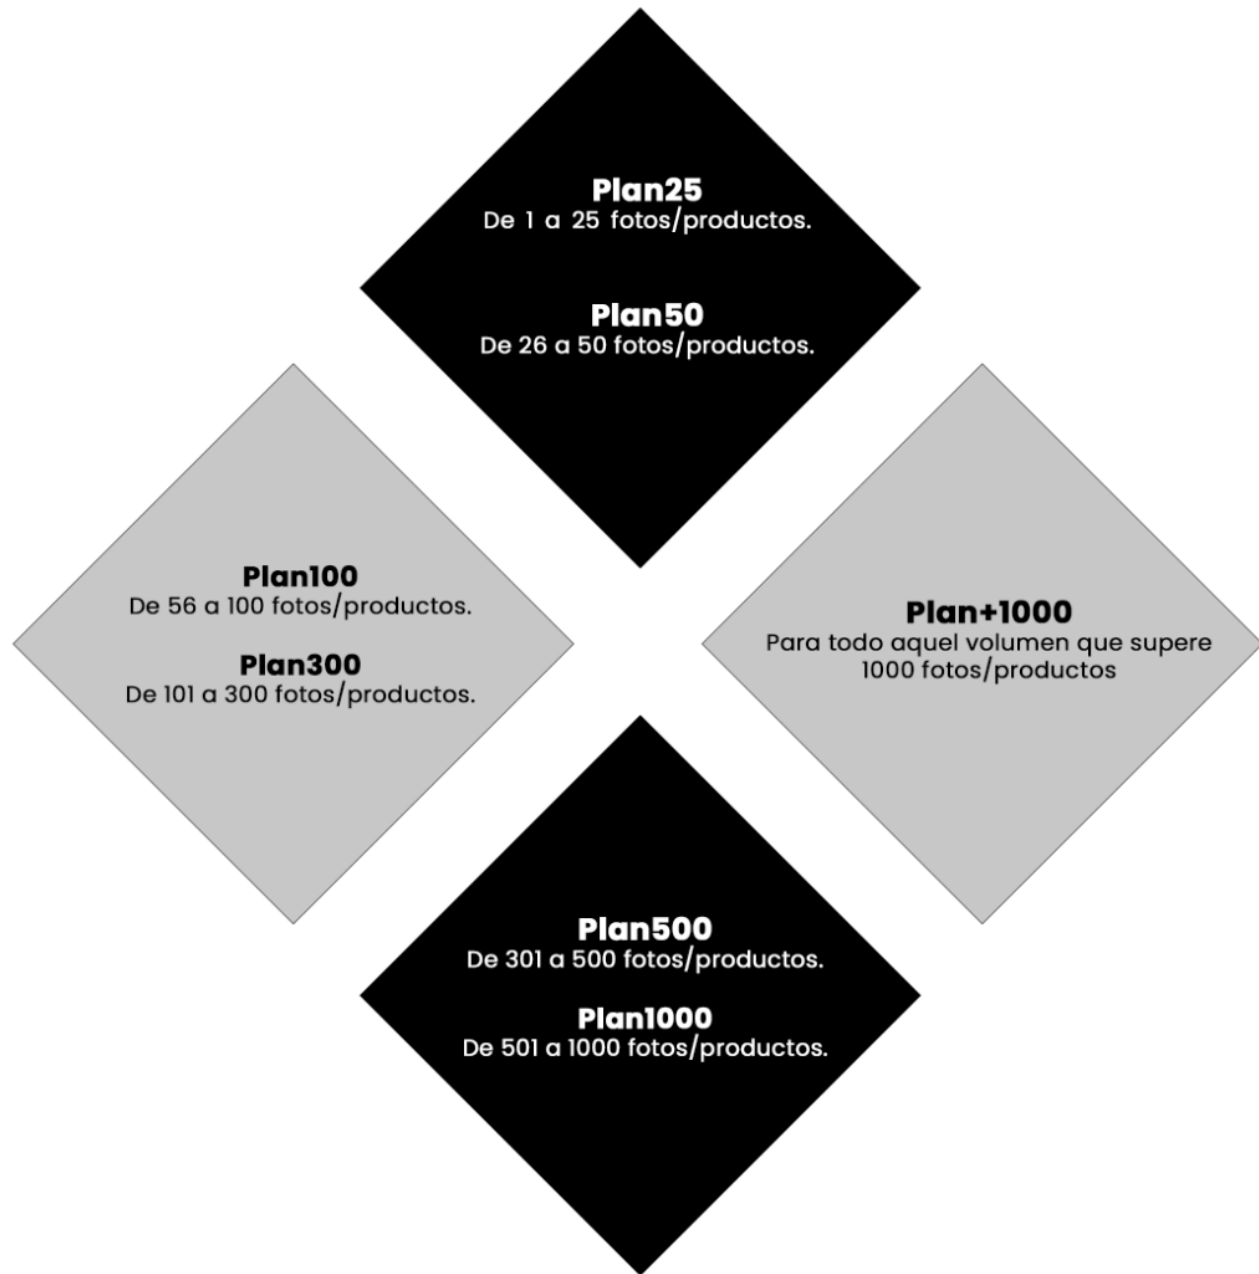 Plan25
De 1 a 25 fotos/productos.
Plan50
De 26 a 50 fotos/productos.
Plan100
De 56 a 100 fotos/productos.
Plan300
De 101 a 300 fotos/productos.
Plan+1000
Para todo aquel volumen que supere
1000 fotos/productos
Plan500
De 301 a 500 fotos/productos.
Plan1000
De 501 a 1000 fotos/productos.